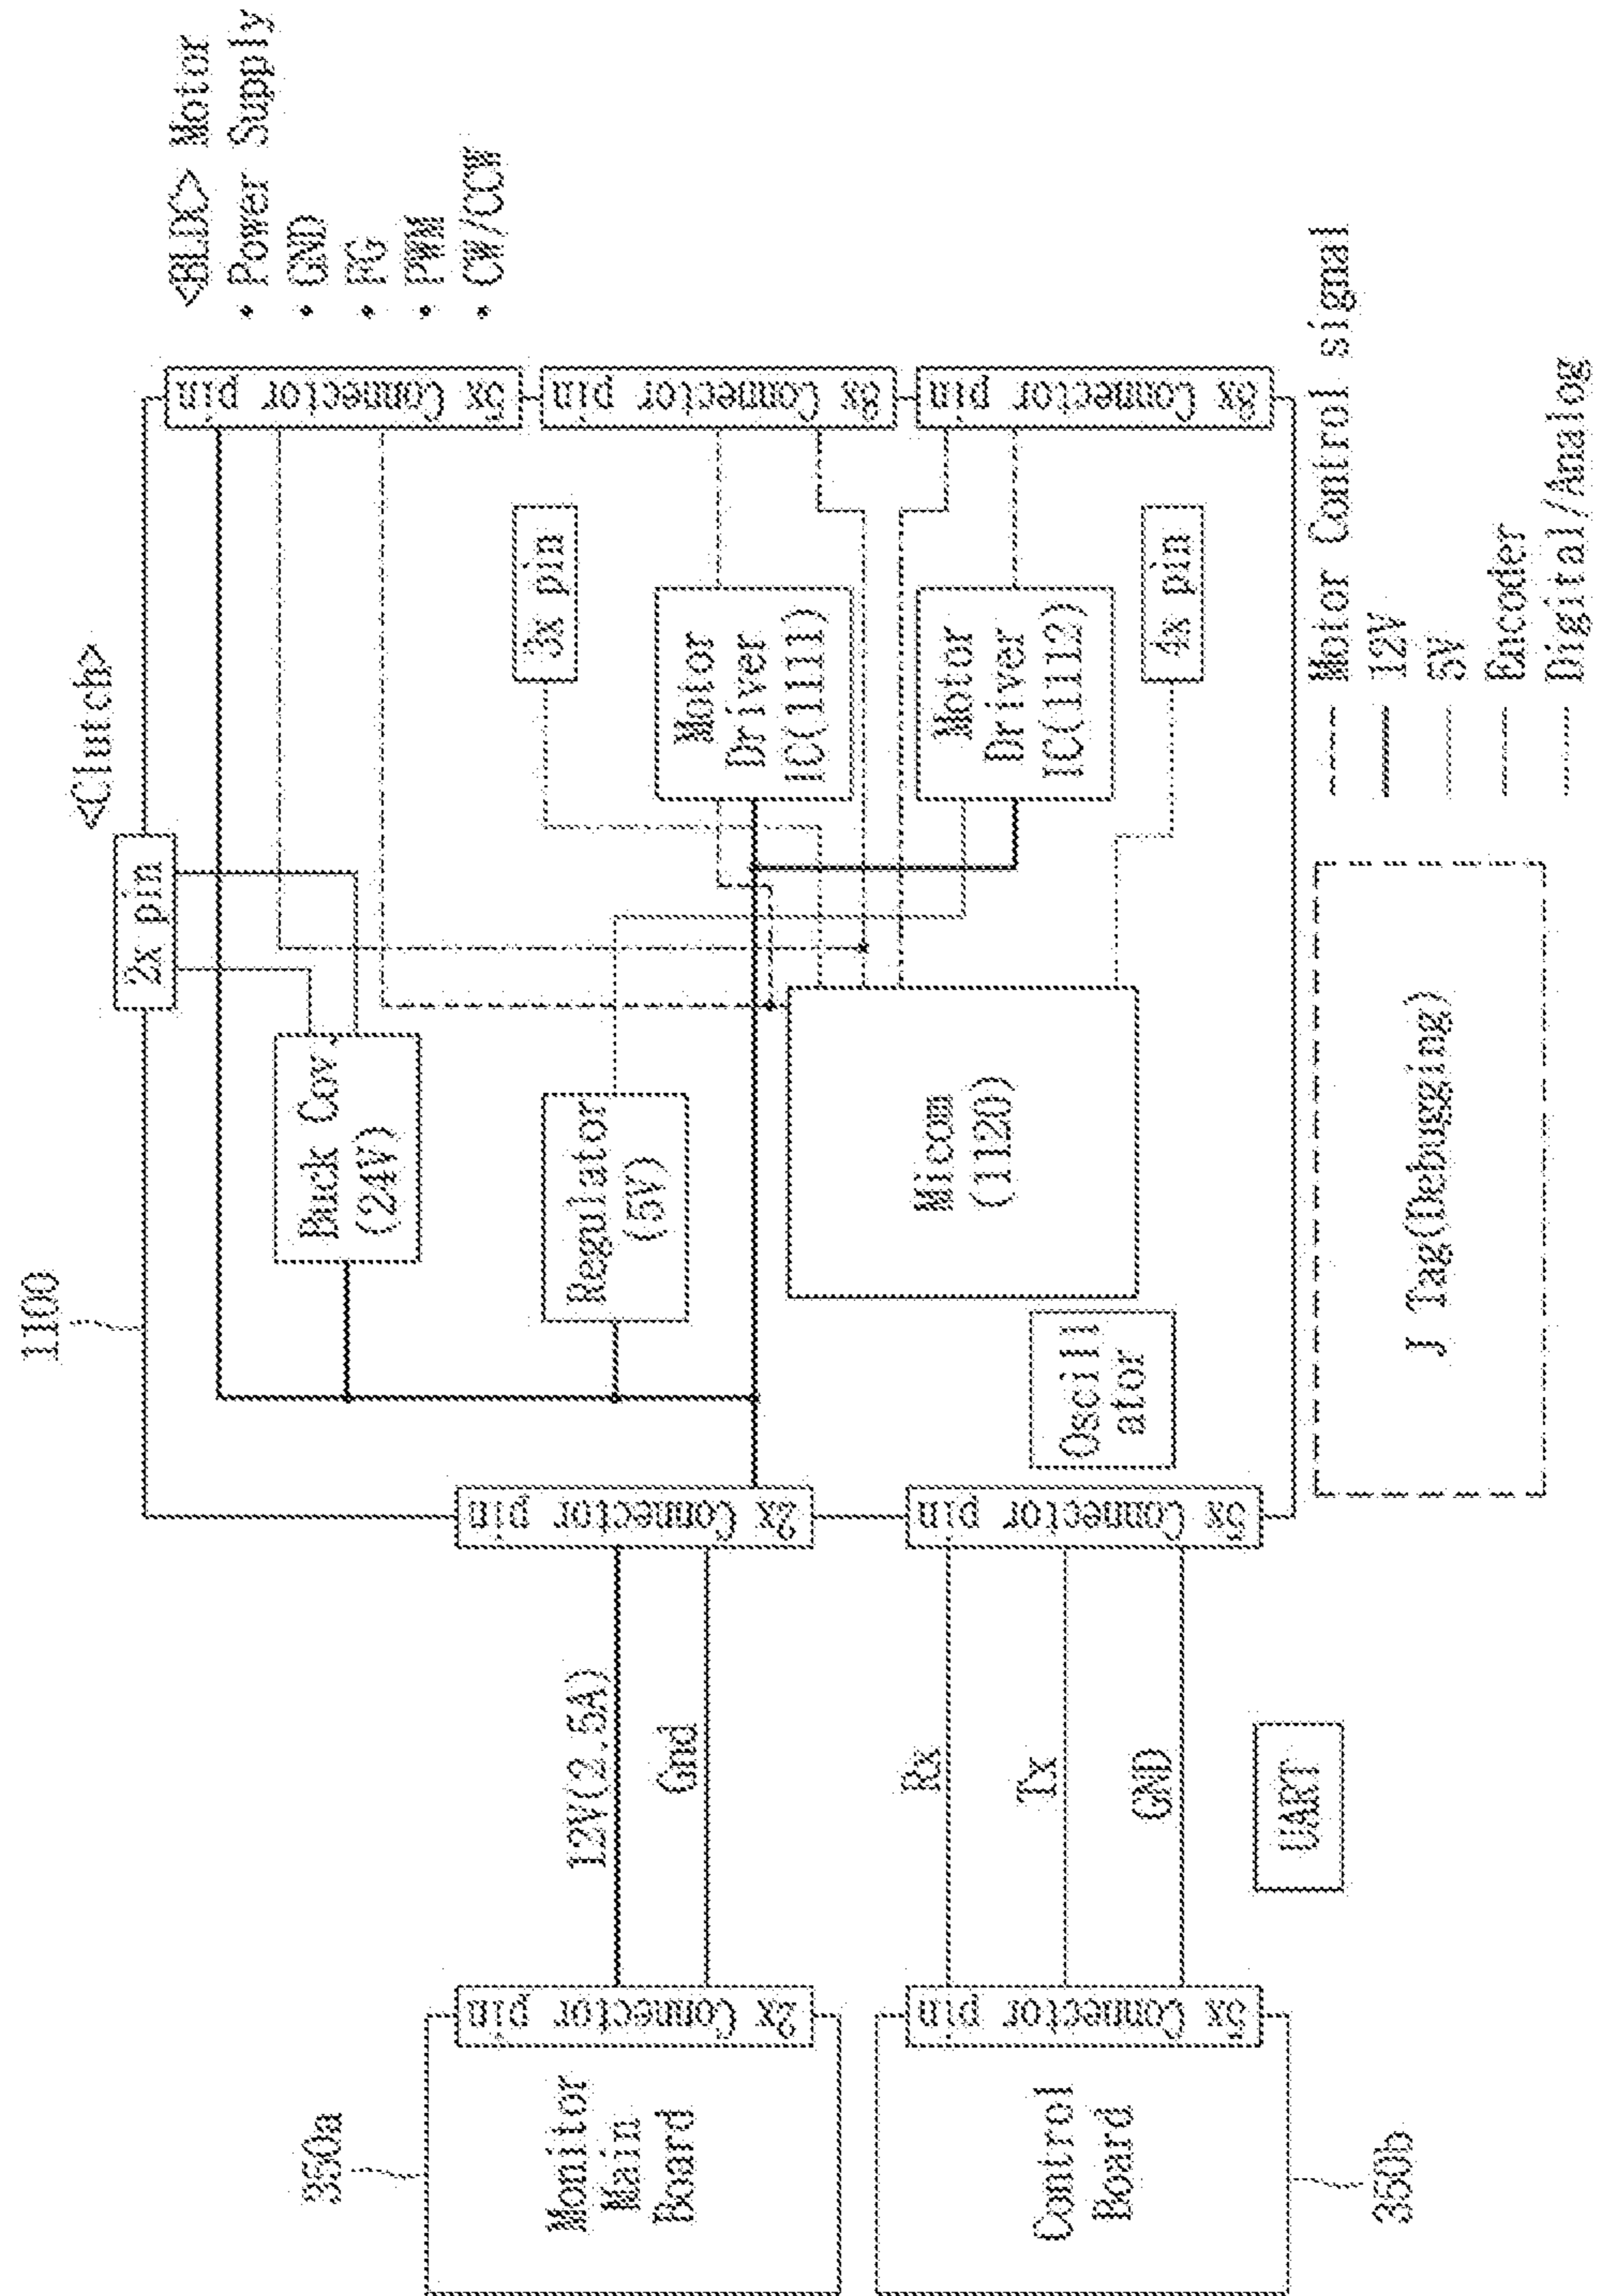 1100
<Clutch>
2x pin
<BLDC> Motor
• Power Supply
• GND
• FG
• PWM
• CW/CCW
350a
Monitor
Main
Board
2x Connector
pin
12V(2.5A)
Gnd
2x Connector
pin
Buck Cov.
(24V)
Regulator
(5V)
3x pin
5x Connector
pin
Motor
Driver
IC(1111)
8x Connector
pin
350b
Control
Board
5x Connector
pin
Rx
Tx
GND
UART
5x Connector
pin
Oscill
ator
Micom
(1120)
Motor
Driver
IC(1112)
4x pin
8x Connector
pin
J Tag(Debugging)
Motor Control signal
12V
5V
Encoder
Digital/Analog